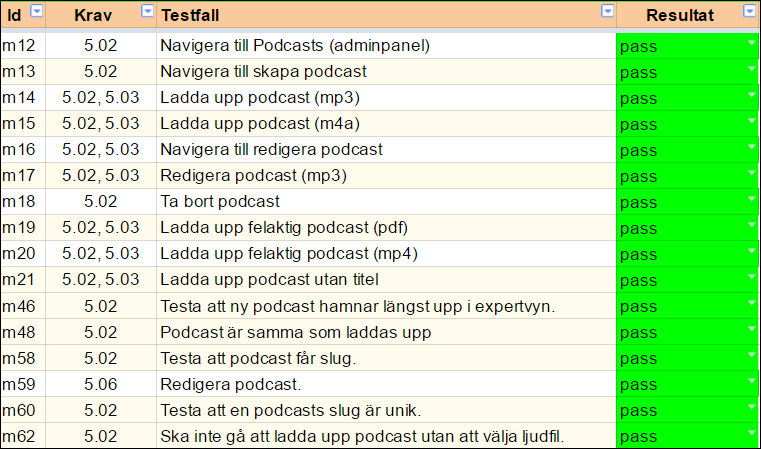 Id Krav Testfall Resultat
m12 5.02 Navigera till Podcasts (adminpanel) pass
m13 5.02 Navigera till skapa podcast pass
m14 5.02, 5.03 Ladda upp podcast (mp3) pass
m15 5.02, 5.03 Ladda upp podcast (m4a) pass
m16 5.02, 5.03 Navigera till redigera podcast pass
m17 5.02, 5.03 Redigera podcast (mp3) pass
m18 5.02 Ta bort podcast pass
m19 5.02, 5.03 Ladda upp felaktig podcast (pdf) pass
m20 5.02, 5.03 Ladda upp felaktig podcast (mp4) pass
m21 5.02, 5.03 Ladda upp podcast utan titel pass
m46 5.02 Testa att ny podcast hamnar längst upp i expertvyn. pass
m48 5.02 Podcast är samma som laddas upp pass
m58 5.02 Testa att podcast får slug. pass
m59 5.06 Redigera podcast. pass
m60 5.02 Testa att en podcasts slug är unik. pass
m62 5.02 Ska inte gå att ladda upp podcast utan att välja ljudfil. pass